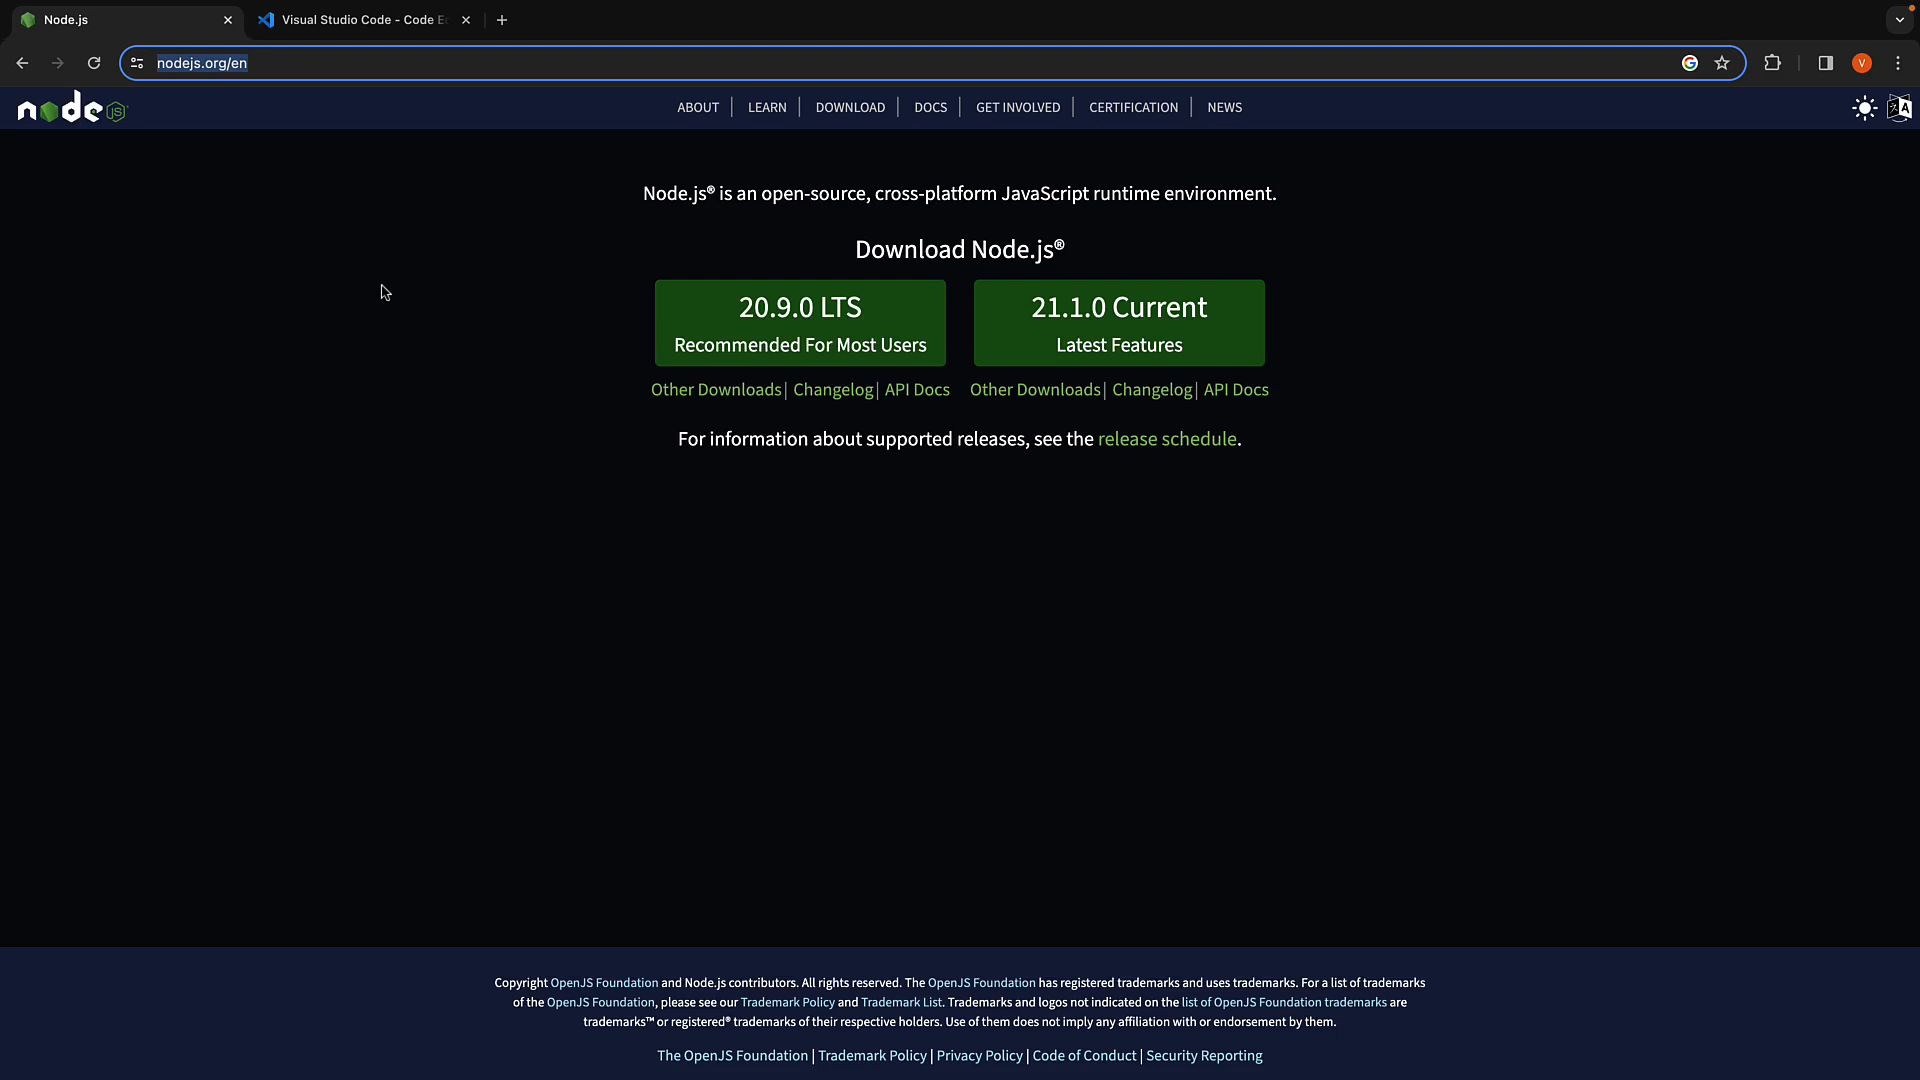 Node.js
Visual Studio Code - Code E
nodejs.org/en
V
node JS
ABOUT | LEARN | DOWNLOAD | DOCS | GET INVOLVED | CERTIFICATION | NEWS
Node.js® is an open-source, cross-platform JavaScript runtime environment.
Download Node.js®
20.9.0 LTS
Recommended For Most Users
21.1.0 Current
Latest Features
Other Downloads| Changelog| API Docs
Other Downloads| Changelog| API Docs
For information about supported releases, see the release schedule.
Copyright OpenJS Foundation and Node.js contributors. All rights reserved. The OpenJS Foundation has registered trademarks and uses trademarks. For a list of trademarks
of the OpenJS Foundation, please see our Trademark Policy and Trademark List. Trademarks and logos not indicated on the list of OpenJS Foundation trademarks are
trademarks™ or registered® trademarks of their respective holders. Use of them does not imply any affiliation with or endorsement by them.
The OpenJS Foundation | Trademark Policy | Privacy Policy | Code of Conduct | Security Reporting